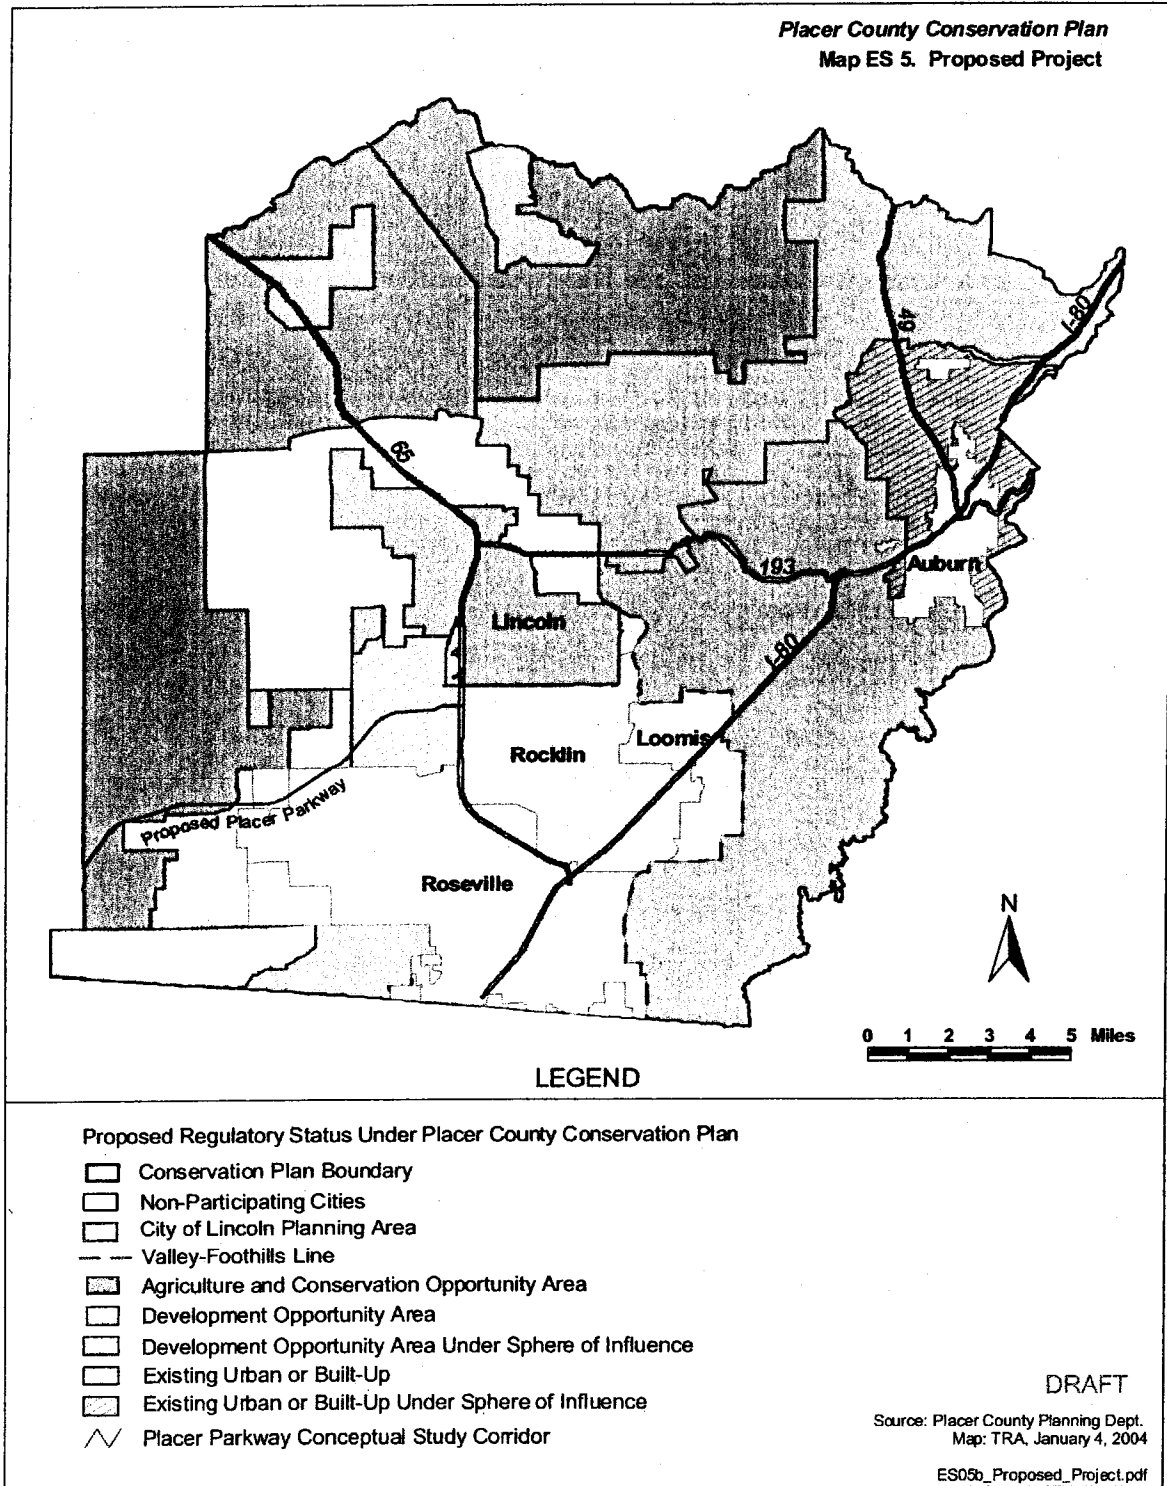 Placer County Conservation Plan
Map ES 5. Proposed Project
49
I-80
65
193
Auburn
Lincoln
I-80
Rocklin
Loomis
Proposed Placer Parkway
Roseville
N
0 1 2 3 4 5 Miles
LEGEND
Proposed Regulatory Status Under Placer County Conservation Plan
Conservation Plan Boundary
Non-Participating Cities
City of Lincoln Planning Area
Valley-Foothills Line
Agriculture and Conservation Opportunity Area
Development Opportunity Area
Development Opportunity Area Under Sphere of Influence
Existing Urban or Built-Up
Existing Urban or Built-Up Under Sphere of Influence
Placer Parkway Conceptual Study Corridor
DRAFT
Source: Placer County Planning Dept.
Map: TRA, January 4, 2004
ES05b_Proposed_Project.pdf